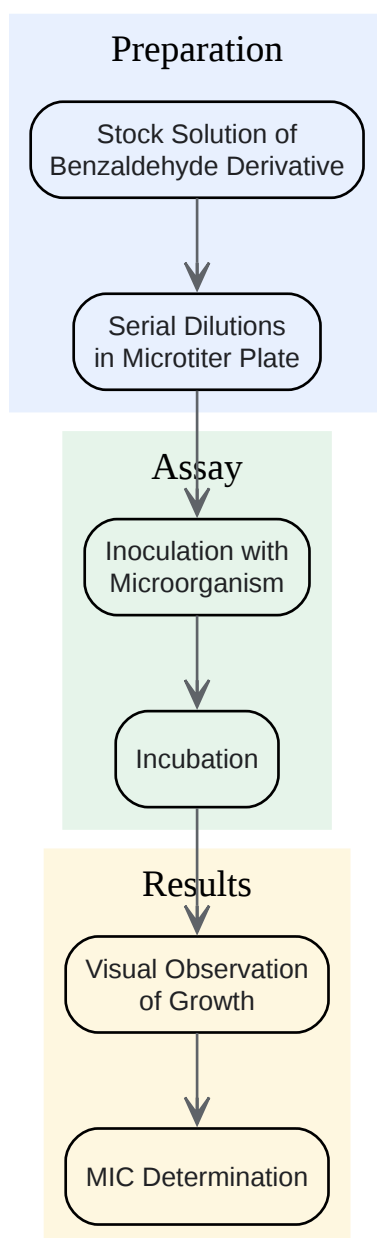 Preparation
Stock Solution of
Benzaldehyde Derivative
Serial Dilutions
in Microtiter Plate
Assay
Inoculation with
Microorganism
Incubation
Results
Visual Observation
of Growth
MIC Determination